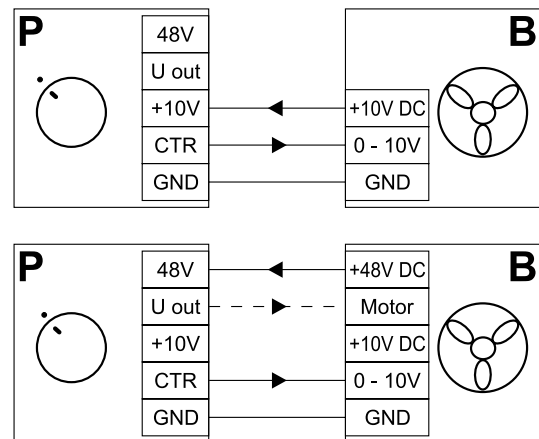 P
48V
U out
+10V
CTR
GND
B
+10V DC
0 - 10V
GND
P
48V
U out
+10V
CTR
GND
B
+48V DC
Motor
+10V DC
0 - 10V
GND